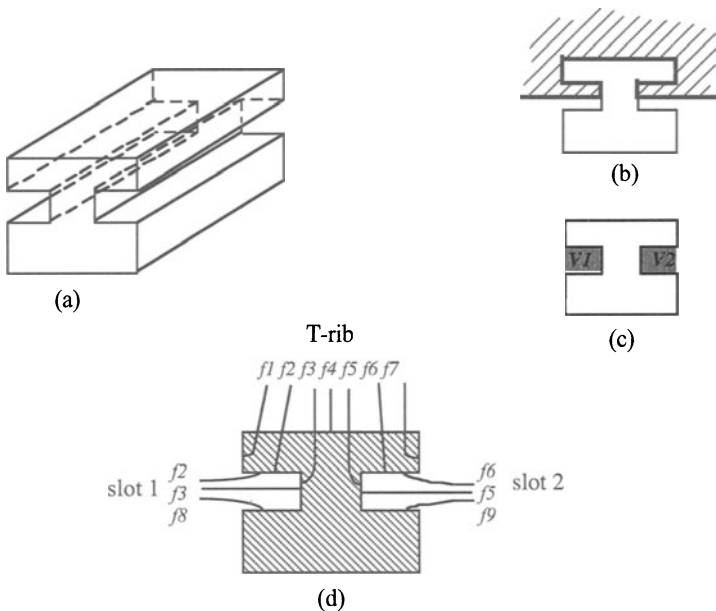 (a)
(b)
V1 V2
(c)
T-rib
f1 f2 f3 f4 f5 f6 f7
slot 1 f2 f3 f8
f6 f5 f9 slot 2
(d)